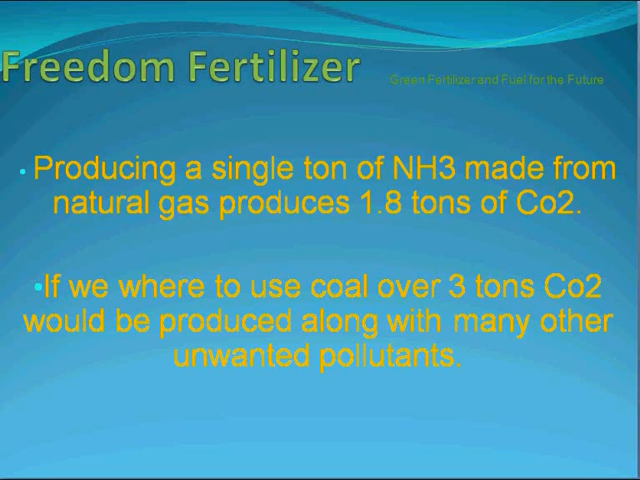 Freedom Fertilizer
Green Fertilizer and Fuel for the Future
• Producing a single ton of NH3 made from
natural gas produces 1.8 tons of Co2.
•If we where to use coal over 3 tons Co2
would be produced along with many other
unwanted pollutants.